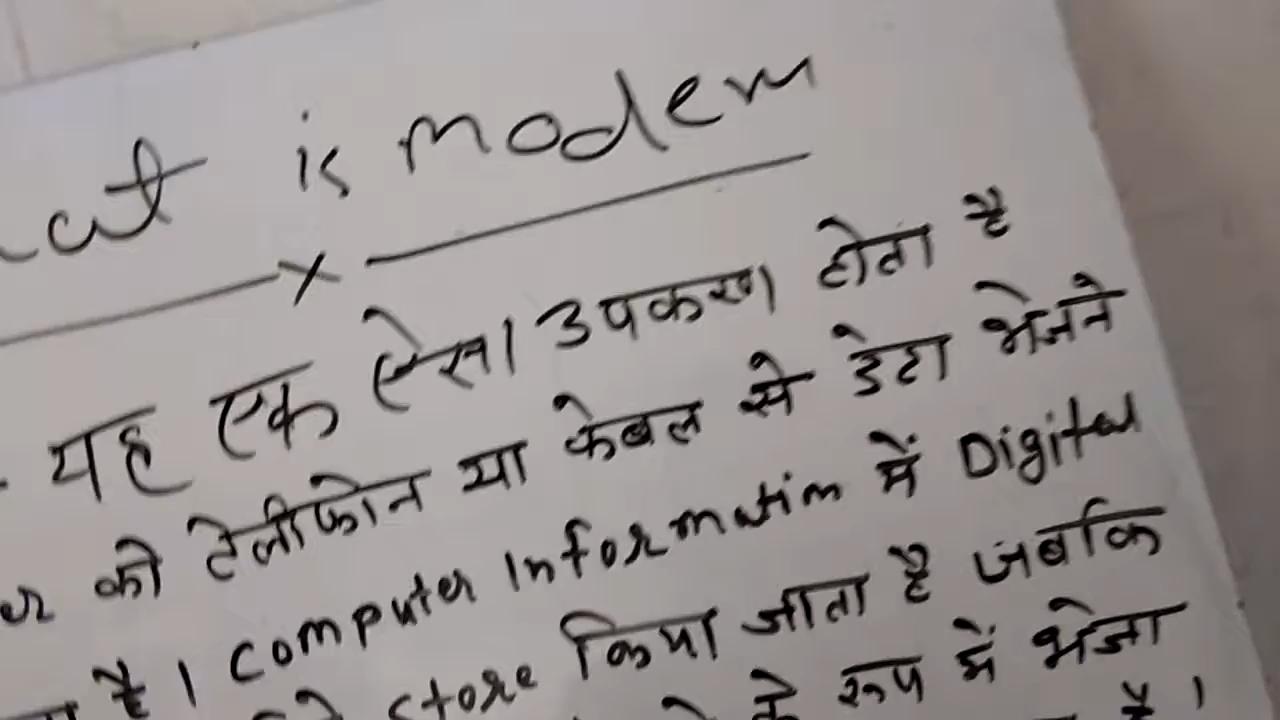 is modem
x
यह एक ऐसा उपकरण होता है
को टेलीफोन या केबल से डेटा भेजने
है। Computer Information में Digital
store किया जाता है जबकि
के रूप में भेजा
है।